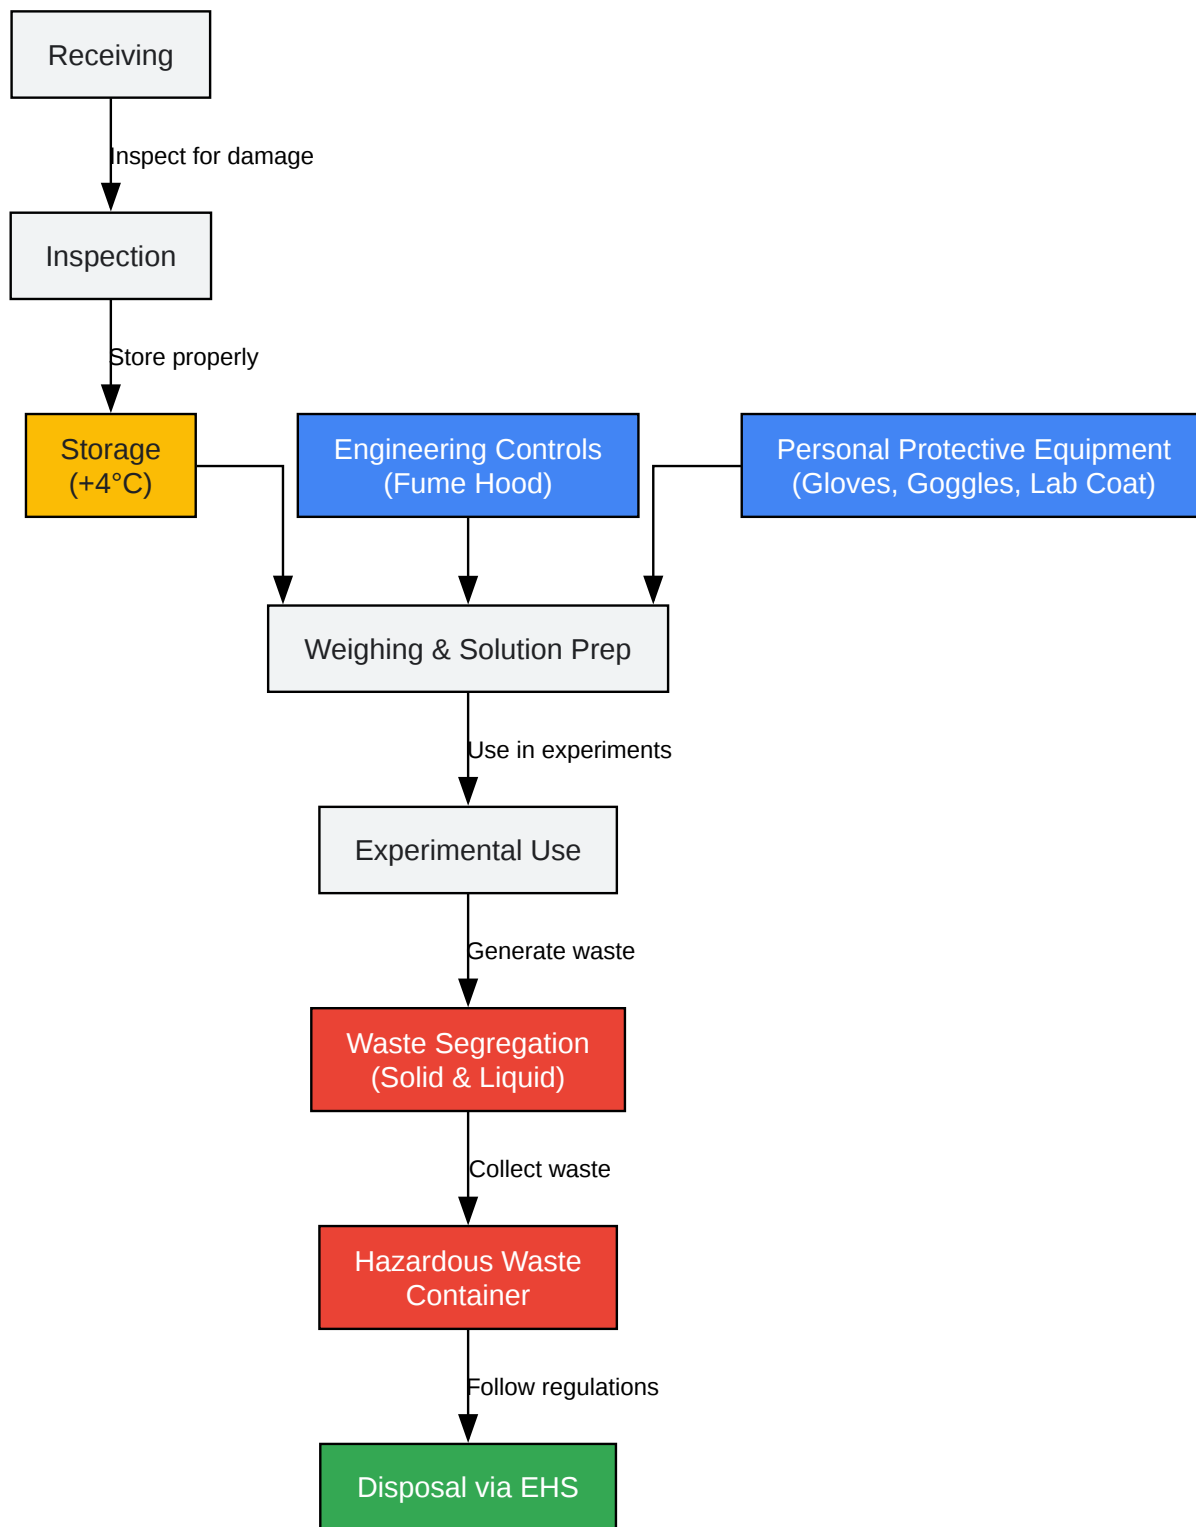 Receiving
Inspect for damage
Inspection
Store properly
Storage
(+4°C)
Engineering Controls
(Fume Hood)
Personal Protective Equipment
(Gloves, Goggles, Lab Coat)
Weighing & Solution Prep
Use in experiments
Experimental Use
Generate waste
Waste Segregation
(Solid & Liquid)
Collect waste
Hazardous Waste
Container
Follow regulations
Disposal via EHS